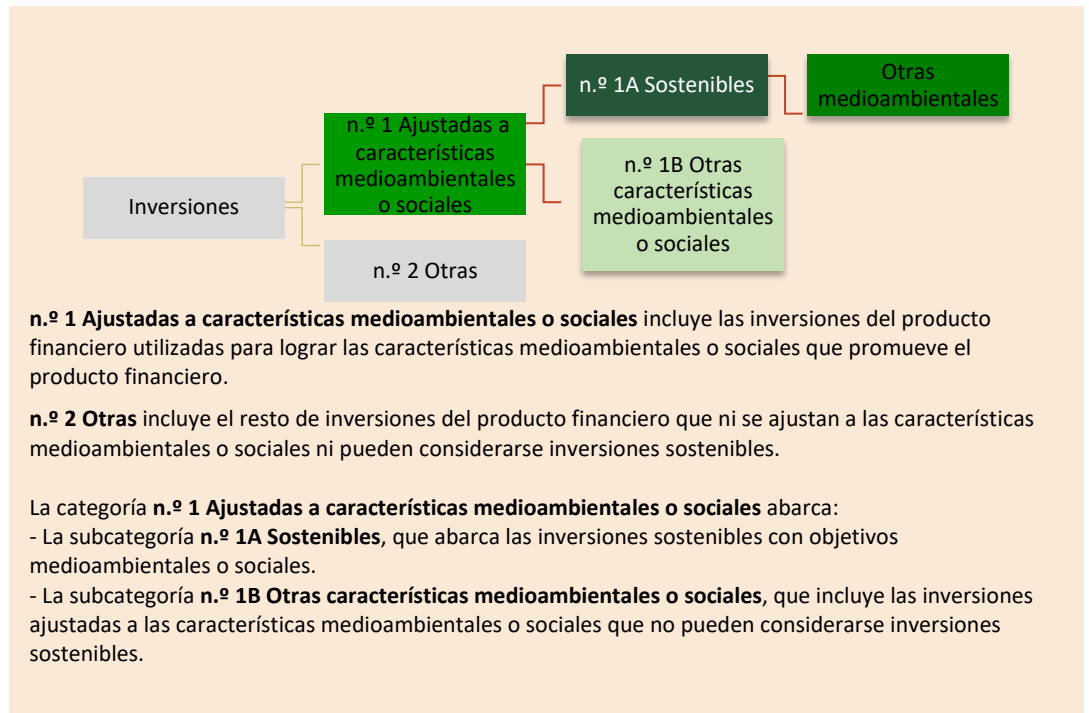 n.º 1A Sostenibles
Otras
medioambientales
n.º 1 Ajustadas a
características
medioambientales
o sociales
n.º 1B Otras
características
medioambientales
o sociales
Inversiones
n.º 2 Otras
n.º 1 Ajustadas a características medioambientales o sociales incluye las inversiones del producto
financiero utilizadas para lograr las características medioambientales o sociales que promueve el
producto financiero.
n.º 2 Otras incluye el resto de inversiones del producto financiero que ni se ajustan a las características
medioambientales o sociales ni pueden considerarse inversiones sostenibles.
La categoría n.º 1 Ajustadas a características medioambientales o sociales abarca:
- La subcategoría n.º 1A Sostenibles, que abarca las inversiones sostenibles con objetivos
medioambientales o sociales.
- La subcategoría n.º 1B Otras características medioambientales o sociales, que incluye las inversiones
ajustadas a las características medioambientales o sociales que no pueden considerarse inversiones
sostenibles.